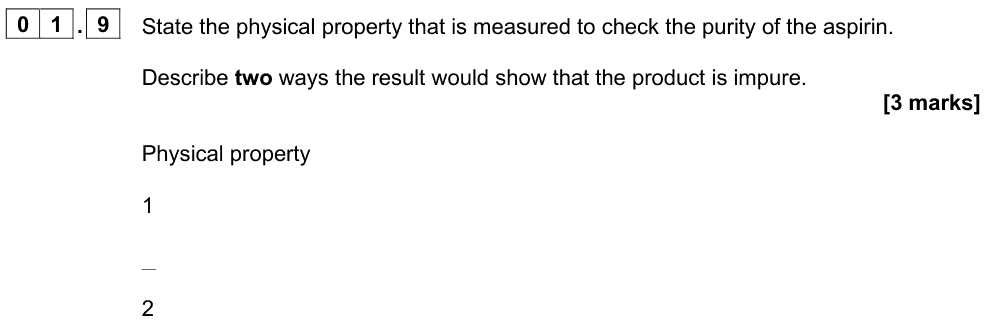 0 1 . 9 State the physical property that is measured to check the purity of the aspirin.
Describe two ways the result would show that the product is impure.
[3 marks]
Physical property
1
2